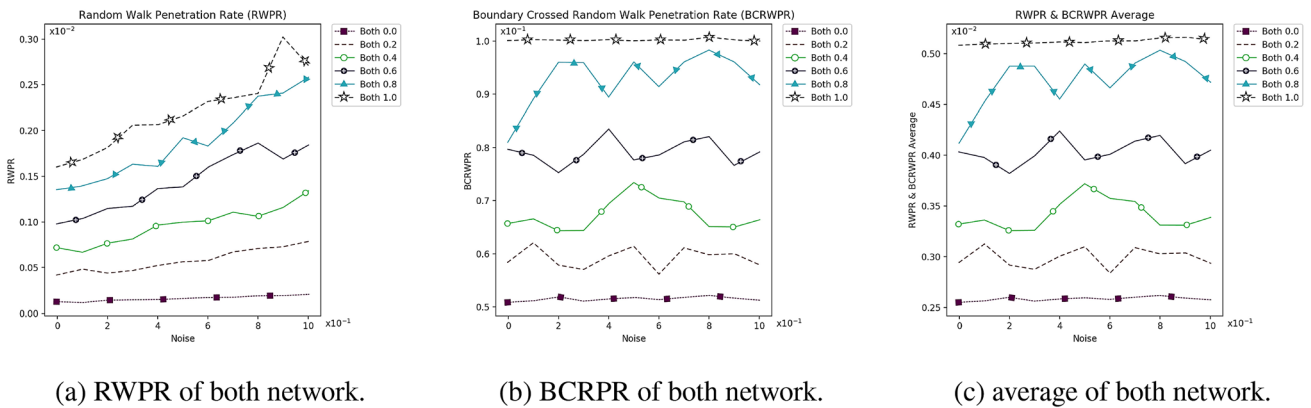 Random Walk Penetration Rate (RWPR)
x10⁻²
0.30
0.25
0.20
0.15
0.10
0.05
0.00
RWPR
0 2 4 6 8 10
x10⁻¹
Noise
Both 0.0
Both 0.2
Both 0.4
Both 0.6
Both 0.8
Both 1.0
(a) RWPR of both network.
Boundary Crossed Random Walk Penetration Rate (BCRWPR)
x10⁻¹
1.0
0.9
0.8
0.7
0.6
0.5
BCRWPR
0 2 4 6 8 10
x10⁻¹
Noise
Both 0.0
Both 0.2
Both 0.4
Both 0.6
Both 0.8
Both 1.0
(b) BCRPR of both network.
RWPR & BCRWPR Average
x10⁻²
0.50
0.45
0.40
0.35
0.30
0.25
RWPR & BCRWPR Average
0 2 4 6 8 10
x10⁻¹
Noise
Both 0.0
Both 0.2
Both 0.4
Both 0.6
Both 0.8
Both 1.0
(c) average of both network.